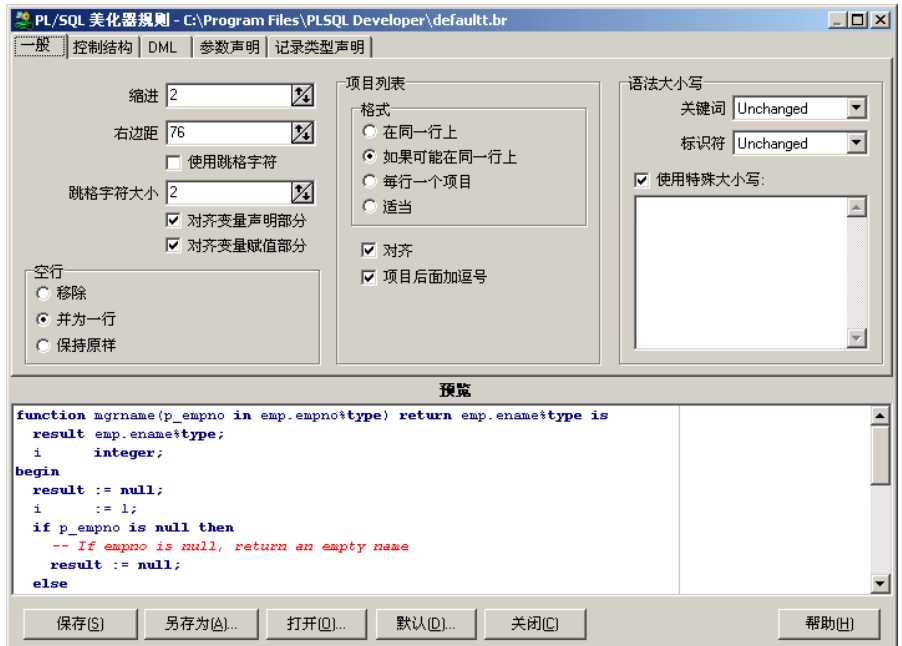 PL/SQL 美化器规则 - C:\Program Files\PLSQL Developer\defaultt.br
一般 控制结构 DML 参数声明 记录类型声明
缩进 2
右边距 76
使用跳格字符
跳格字符大小 2
对齐变量声明部分
对齐变量赋值部分
空行
移除
并为一行
保持原样
项目列表
格式
在同一行上
如果可能在同一行上
每行一个项目
适当
对齐
项目后面加逗号
语法大小写
关键词 Unchanged
标识符 Unchanged
使用特殊大小写:
预览
function mgrname(p_empno in emp.empno%type) return emp.ename%type is
result emp.ename%type;
i integer;
begin
result := null;
i := 1;
if p_empno is null then
-- If empno is null, return an empty name
result := null;
else
保存(S) 另存为(A)... 打开(O)... 默认(D)... 关闭(C) 帮助(H)